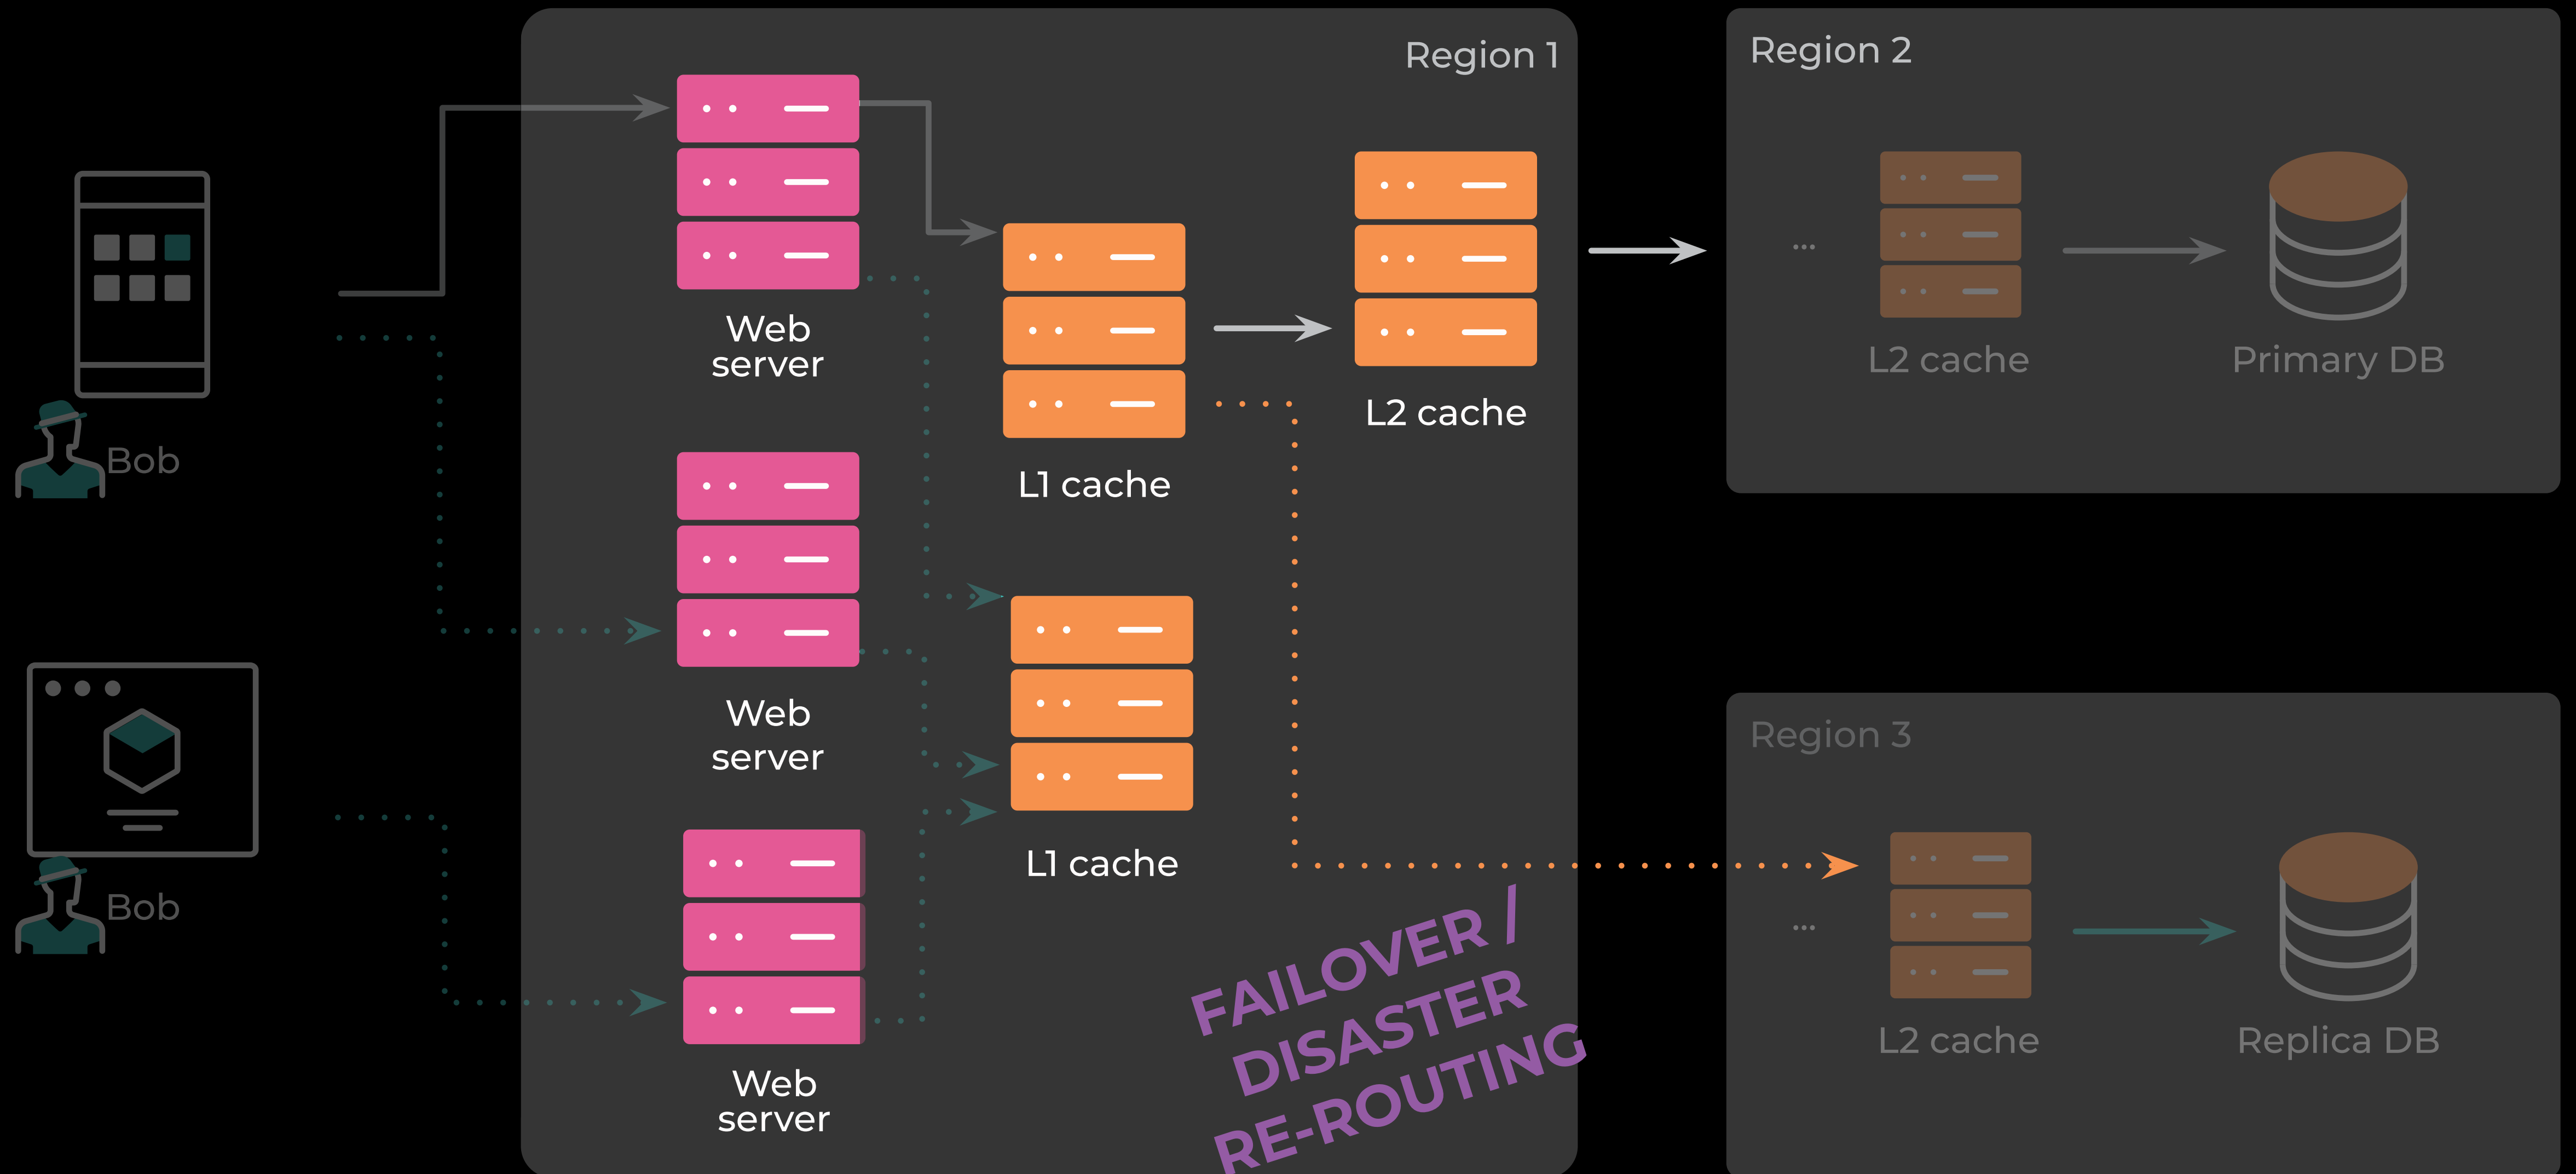 Region 1
Region 2
Web
server
L2 cache
Primary DB
L2 cache
Bob
L1 cache
Web
server
Region 3
L1 cache
Bob
FAILOVER /
DISASTER
RE-ROUTING
...
...
L2 cache
Replica DB
Web
server